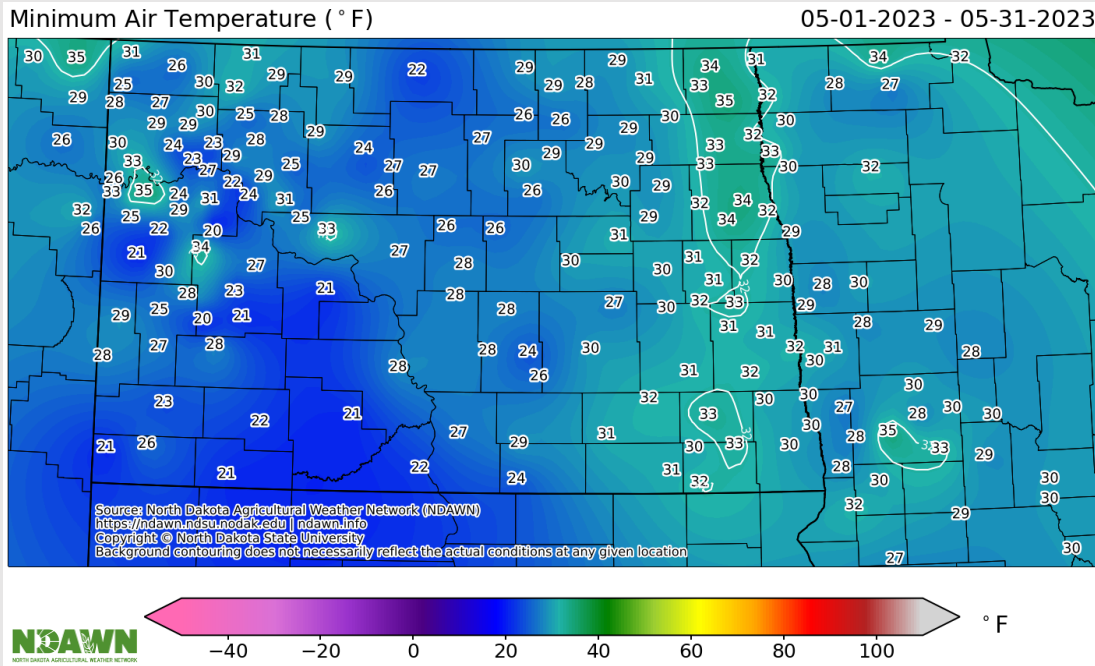 Minimum Air Temperature (°F) 05-01-2023 - 05-31-2023
30 35 31 26 31 29 29 22 29 29 31 34 31 34 32
25 30 32 29 28 33 32 28 27
29 28 27 30 25 28 26 26 30 35 30
26 30 29 29 28 29 27 29 32 33
33 24 23 29 25 24 29 29 33 33 30 32
26 23 27 22 29 27 27 30 30 29
33 35 24 31 24 31 26 26 32 34 32
32 25 29 25 29 34
26 22 20 33 26 26 31 29
21 34 27 27 28 30 31 32
30 30 31 30 28 30
28 23 21 28 28 27 30 32 33 29
29 25 20 21 31 31 28 29
28 27 28 28 24 30 32 31 28
28 26 31 32 30
23 32 30 30 30
22 21 33 27 28 30 30
21 26 27 29 31 30 33 30 30 28 35 33 29
21 22 24 31 32 28 30 30
32 30
29
27 30
32
Source: North Dakota Agricultural Weather Network (NDAWN)
https://ndawn.ndsu.nodak.edu | ndawn.info
Copyright © North Dakota State University
Background contouring does not necessarily reflect the actual conditions at any given location
−40 −20 0 20 40 60 80 100 °F
NDAWN
NORTH DAKOTA AGRICULTURAL WEATHER NETWORK